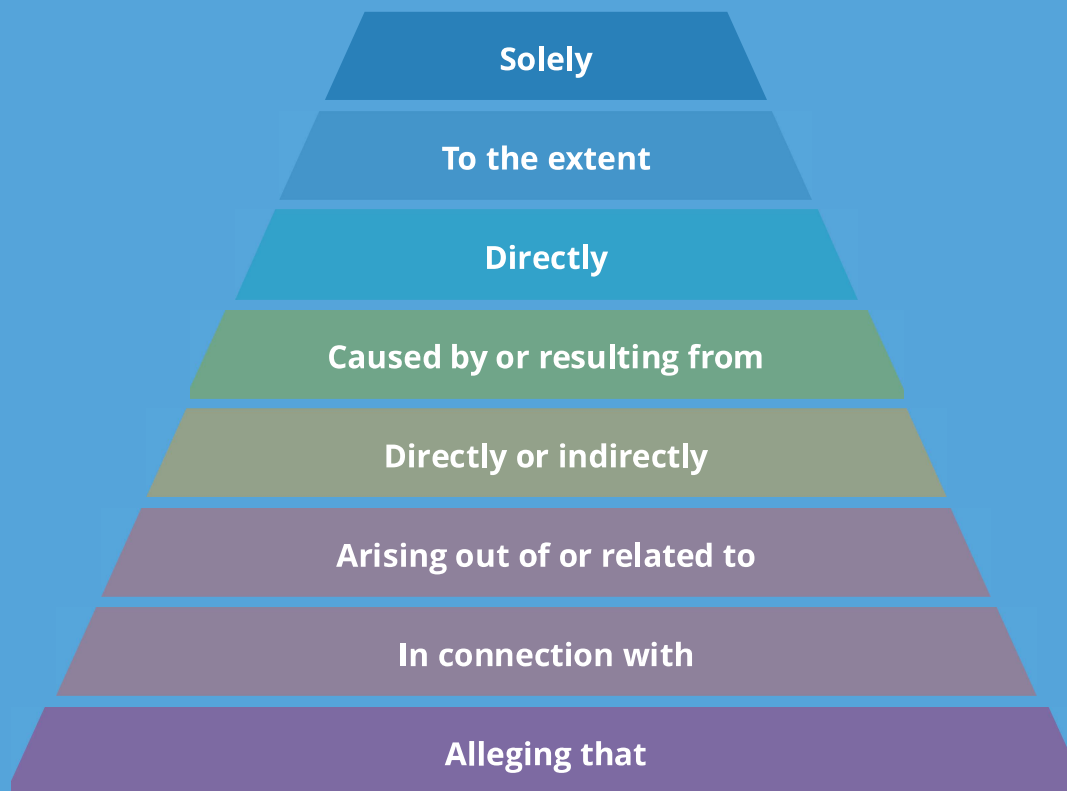 Solely
To the extent
Directly
Caused by or resulting from
Directly or indirectly
Arising out of or related to
In connection with
Alleging that